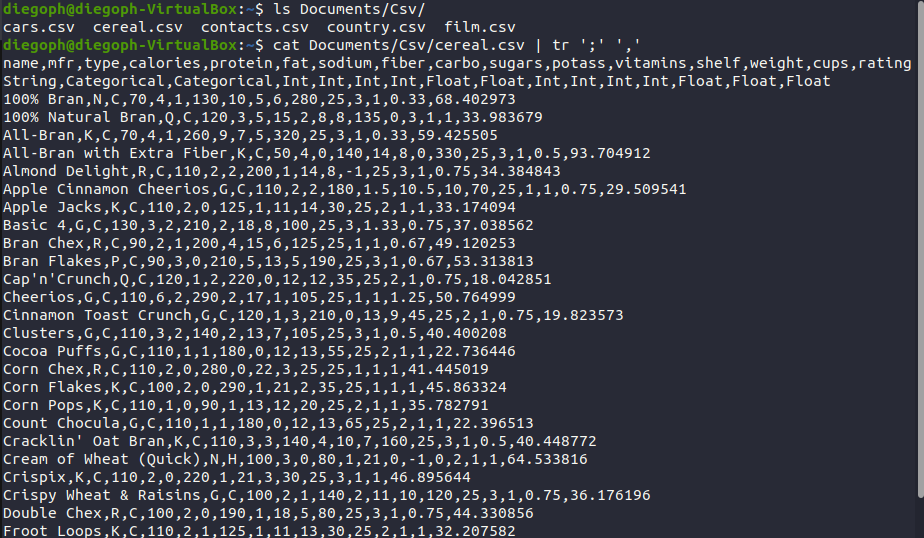 diegoph@diegoph-VirtualBox:~$ ls Documents/Csv/
cars.csv  cereal.csv  contacts.csv  country.csv  film.csv
diegoph@diegoph-VirtualBox:~$ cat Documents/Csv/cereal.csv | tr ';' ','
name,mfr,type,calories,protein,fat,sodium,fiber,carbo,sugars,potass,vitamins,shelf,weight,cups,rating
String,Categorical,Categorical,Int,Int,Int,Int,Float,Float,Int,Int,Int,Int,Float,Float,Float
100% Bran,N,C,70,4,1,130,10,5,6,280,25,3,1,0.33,68.402973
100% Natural Bran,Q,C,120,3,5,15,2,8,8,135,0,3,1,1,33.983679
All-Bran,K,C,70,4,1,260,9,7,5,320,25,3,1,0.33,59.425505
All-Bran with Extra Fiber,K,C,50,4,0,140,14,8,0,330,25,3,1,0.5,93.704912
Almond Delight,R,C,110,2,2,200,1,14,8,-1,25,3,1,0.75,34.384843
Apple Cinnamon Cheerios,G,C,110,2,2,180,1.5,10.5,10,70,25,1,1,0.75,29.509541
Apple Jacks,K,C,110,2,0,125,1,11,14,30,25,2,1,1,33.174094
Basic 4,G,C,130,3,2,210,2,18,8,100,25,3,1.33,0.75,37.038562
Bran Chex,R,C,90,2,1,200,4,15,6,125,25,1,1,0.67,49.120253
Bran Flakes,P,C,90,3,0,210,5,13,5,190,25,3,1,0.67,53.313813
Cap'n'Crunch,Q,C,120,1,2,220,0,12,12,35,25,2,1,0.75,18.042851
Cheerios,G,C,110,6,2,290,2,17,1,105,25,1,1,1.25,50.764999
Cinnamon Toast Crunch,G,C,120,1,3,210,0,13,9,45,25,2,1,0.75,19.823573
Clusters,G,C,110,3,2,140,2,13,7,105,25,3,1,0.5,40.400208
Cocoa Puffs,G,C,110,1,1,180,0,12,13,55,25,2,1,1,22.736446
Corn Chex,R,C,110,2,0,280,0,22,3,25,25,1,1,1,41.445019
Corn Flakes,K,C,100,2,0,290,1,21,2,35,25,1,1,1,45.863324
Corn Pops,K,C,110,1,0,90,1,13,12,20,25,2,1,1,35.782791
Count Chocula,G,C,110,1,1,180,0,12,13,65,25,2,1,1,22.396513
Cracklin' Oat Bran,K,C,110,3,3,140,4,10,7,160,25,3,1,0.5,40.448772
Cream of Wheat (Quick),N,H,100,3,0,80,1,21,0,-1,0,2,1,1,64.533816
Crispix,K,C,110,2,0,220,1,21,3,30,25,3,1,1,46.895644
Crispy Wheat & Raisins,G,C,100,2,1,140,2,11,10,120,25,3,1,0.75,36.176196
Double Chex,R,C,100,2,0,190,1,18,5,80,25,3,1,0.75,44.330856
Froot Loops,K,C,110,2,1,125,1,11,13,30,25,2,1,1,32.207582